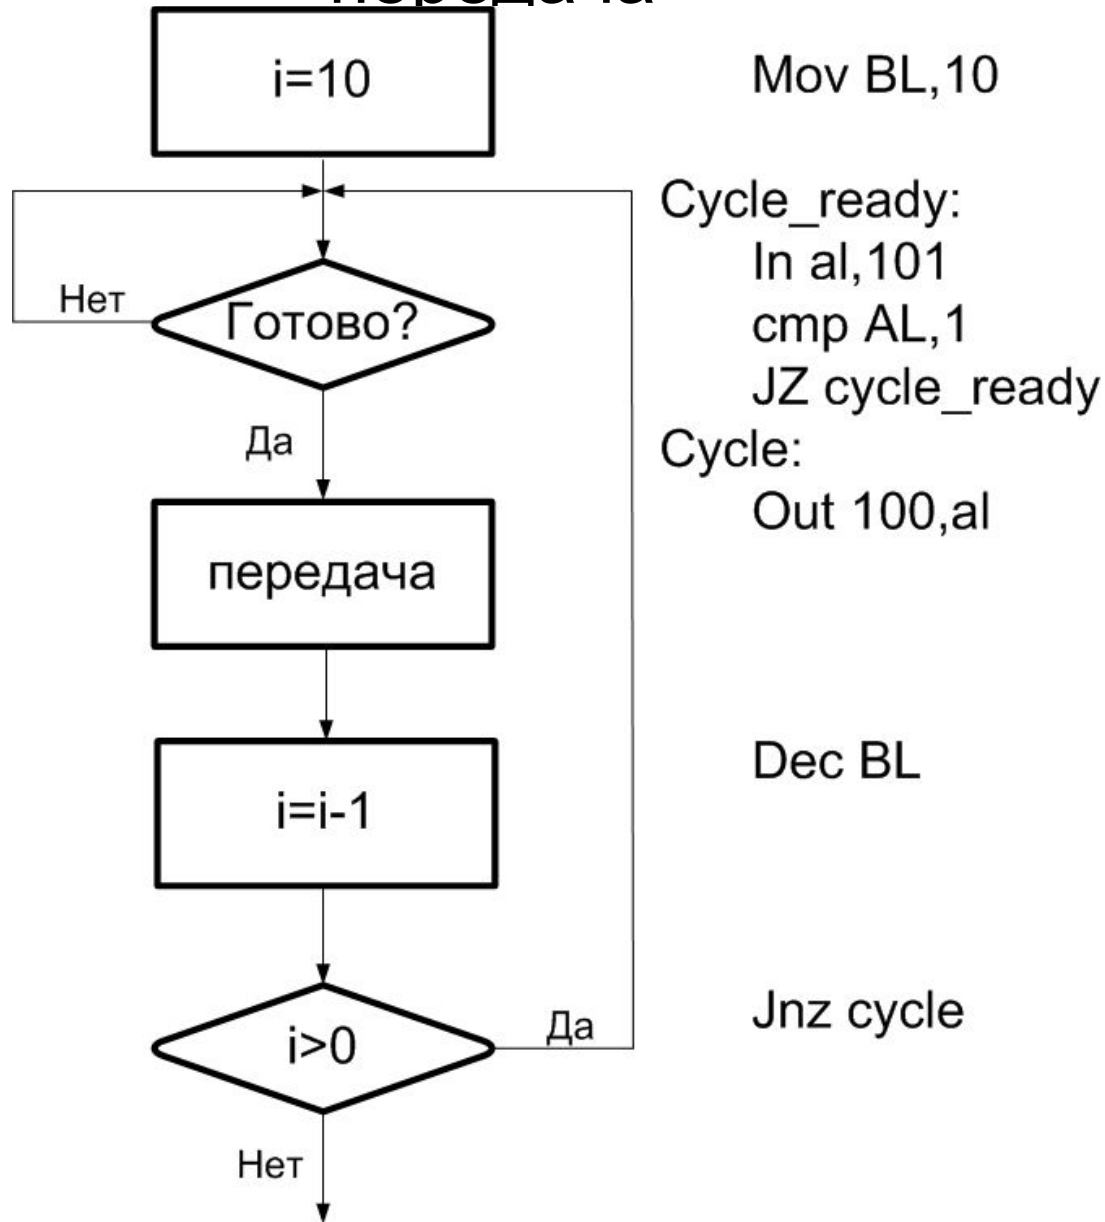 передача
i=10
Mov BL,10
Cycle_ready:
In al,101
Нет
Готово?
cmp AL,1
JZ cycle_ready
Да
Cycle:
Out 100,al
передача
Dec BL
i=i-1
Jnz cycle
i>0
Да
Нет